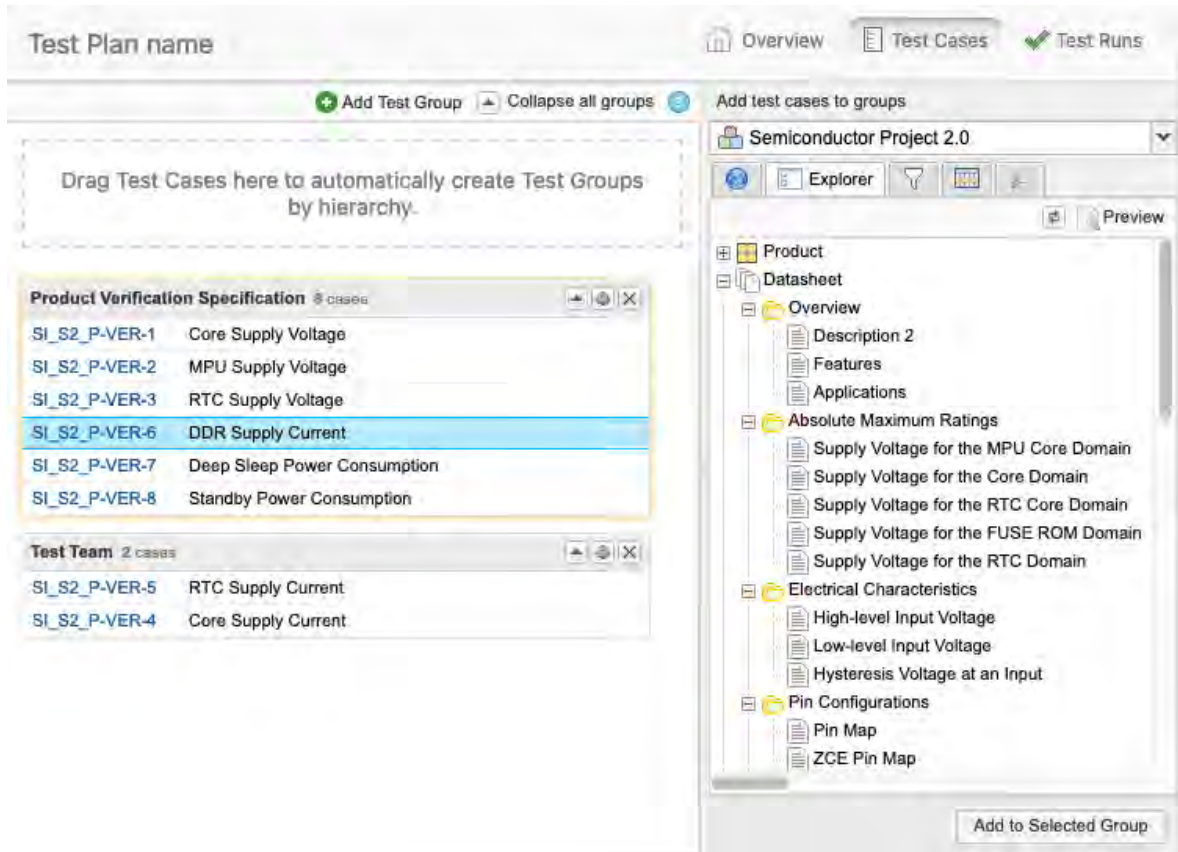 Test Plan name
Overview
Test Cases
Test Runs
Add Test Group
Collapse all groups
Drag Test Cases here to automatically create Test Groups
by hierarchy.
Product Verification Specification 8 cases
SI_S2_P-VER-1 Core Supply Voltage
SI_S2_P-VER-2 MPU Supply Voltage
SI_S2_P-VER-3 RTC Supply Voltage
SI_S2_P-VER-6 DDR Supply Current
SI_S2_P-VER-7 Deep Sleep Power Consumption
SI_S2_P-VER-8 Standby Power Consumption
Test Team 2 cases
SI_S2_P-VER-5 RTC Supply Current
SI_S2_P-VER-4 Core Supply Current
Add test cases to groups
Semiconductor Project 2.0
Explorer
Preview
Product
Datasheet
Overview
Description 2
Features
Applications
Absolute Maximum Ratings
Supply Voltage for the MPU Core Domain
Supply Voltage for the Core Domain
Supply Voltage for the RTC Core Domain
Supply Voltage for the FUSE ROM Domain
Supply Voltage for the RTC Domain
Electrical Characteristics
High-level Input Voltage
Low-level Input Voltage
Hysteresis Voltage at an Input
Pin Configurations
Pin Map
ZCE Pin Map
Add to Selected Group